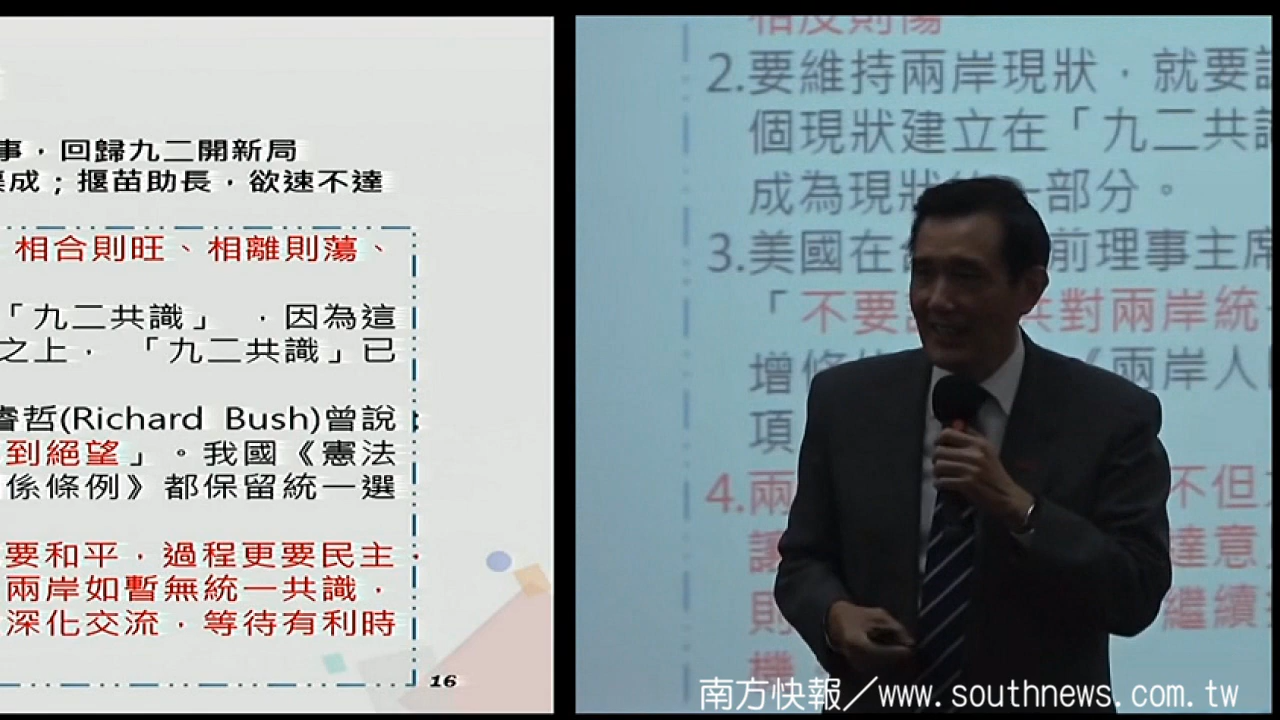 事，回歸九二開新局
成；揠苗助長，欲速不達
相合則旺、相離則蕩、
「九二共識」，因為這
之上，「九二共識」已
睿哲(Richard Bush)曾說：
到絕望」。我國《憲法
係條例》都保留統一選
要和平，過程更要民主．
兩岸如暫無統一共識，
深化交流，等待有利時
16
相反則傷
2.要維持兩岸現狀，就要
個現狀建立在「九二共識
成為現狀 一部分。
3.美國在 前理事主席
「不要 共對兩岸統
增修 （兩岸人
項
4.兩 不但
讓 達意
則 繼續
機
南方快報／www.southnews.com.tw